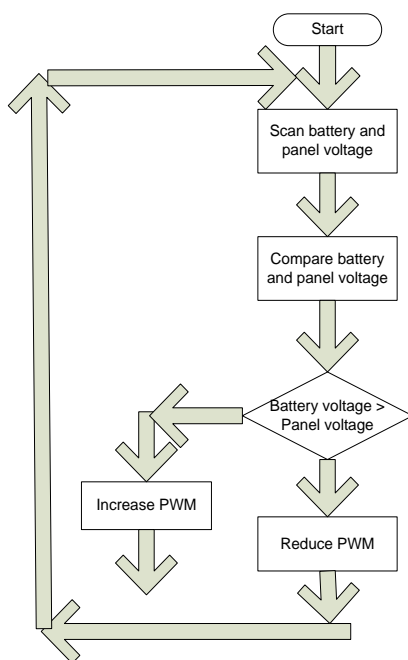 Start
Scan battery and
panel voltage
Compare battery
and panel voltage
Battery voltage >
Panel voltage
Increase PWM
Reduce PWM